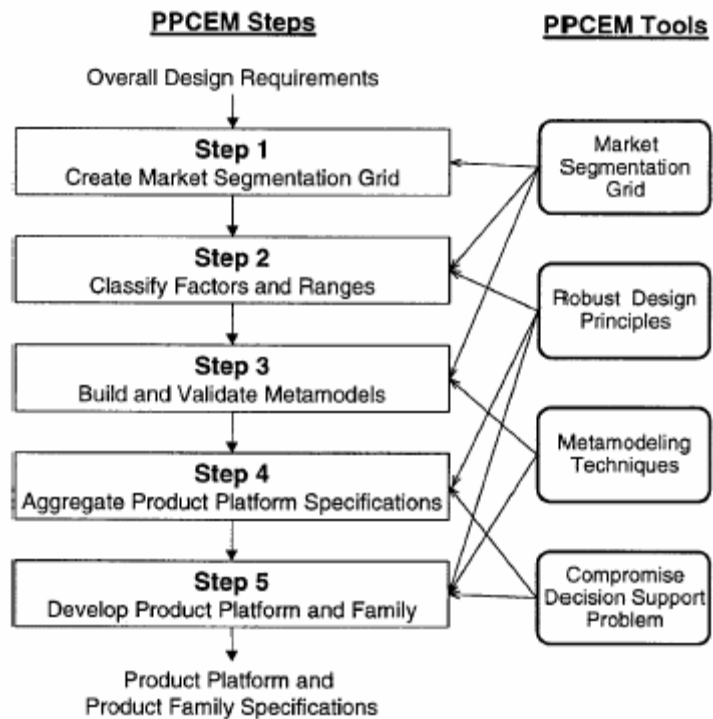 PPCEM Steps
PPCEM Tools
Overall Design Requirements
Step 1
Create Market Segmentation Grid
Step 2
Classify Factors and Ranges
Step 3
Build and Validate Metamodels
Step 4
Aggregate Product Platform Specifications
Step 5
Develop Product Platform and Family
Product Platform and
Product Family Specifications
Market
Segmentation
Grid
Robust Design
Principles
Metamodeling
Techniques
Compromise
Decision Support
Problem